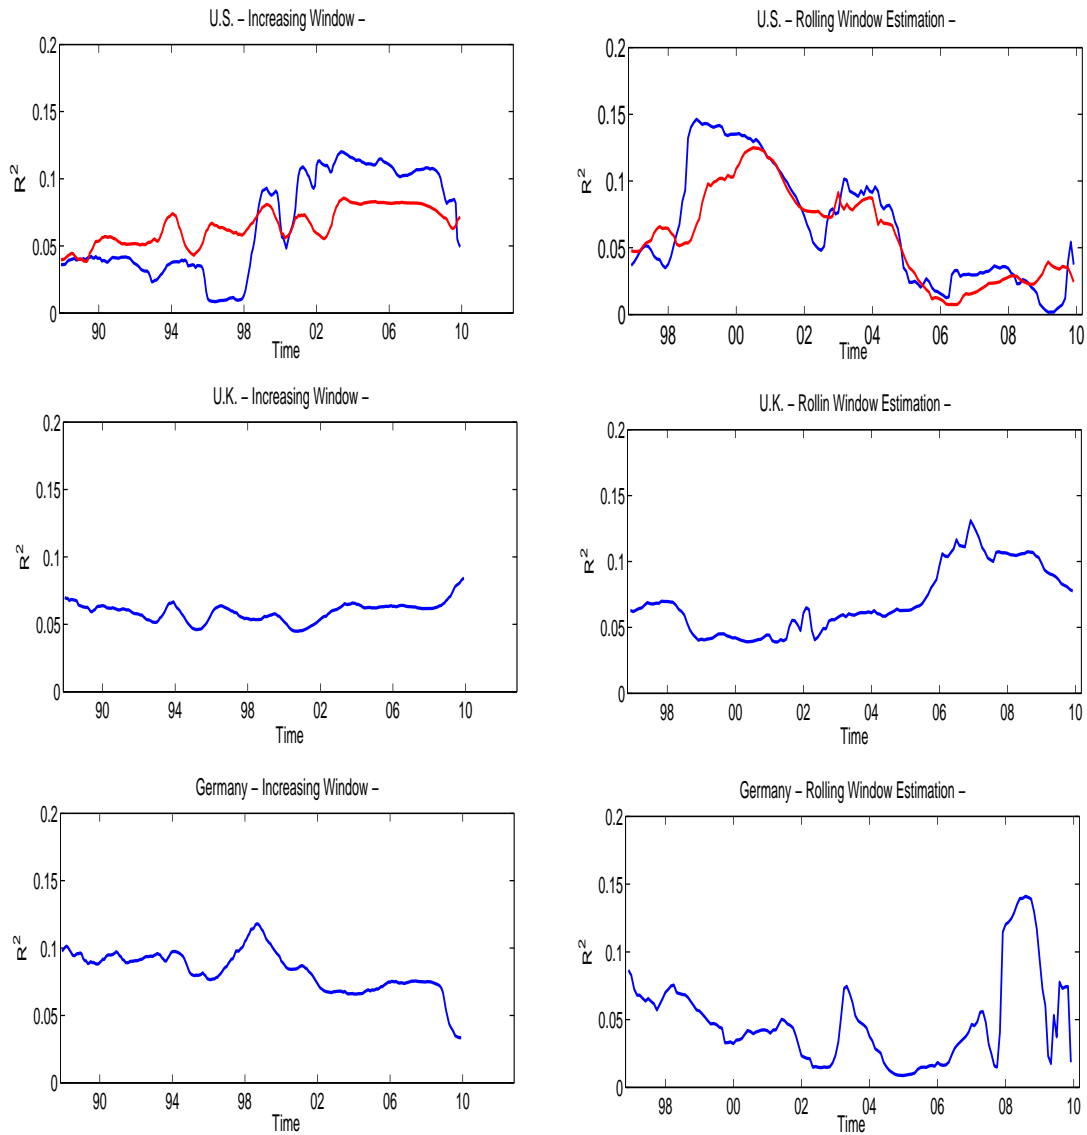 U.S. – Increasing Window –
0.2
0.15
0.1
0.05
0
R²
90 94 98 02 06 10
Time
U.S. – Rolling Window Estimation –
0.2
0.15
0.1
0.05
0
R²
98 00 02 04 06 08 10
Time
U.K. – Increasing Window –
0.2
0.15
0.1
0.05
0
R²
90 94 98 02 06 10
Time
U.K. – Rollin Window Estimation –
0.2
0.15
0.1
0.05
0
R²
98 00 02 04 06 08 10
Time
Germany – Increasing Window –
0.2
0.15
0.1
0.05
0
R²
90 94 98 02 06 10
Time
Germany – Rolling Window Estimation –
0.2
0.15
0.1
0.05
0
R²
98 00 02 04 06 08 10
Time